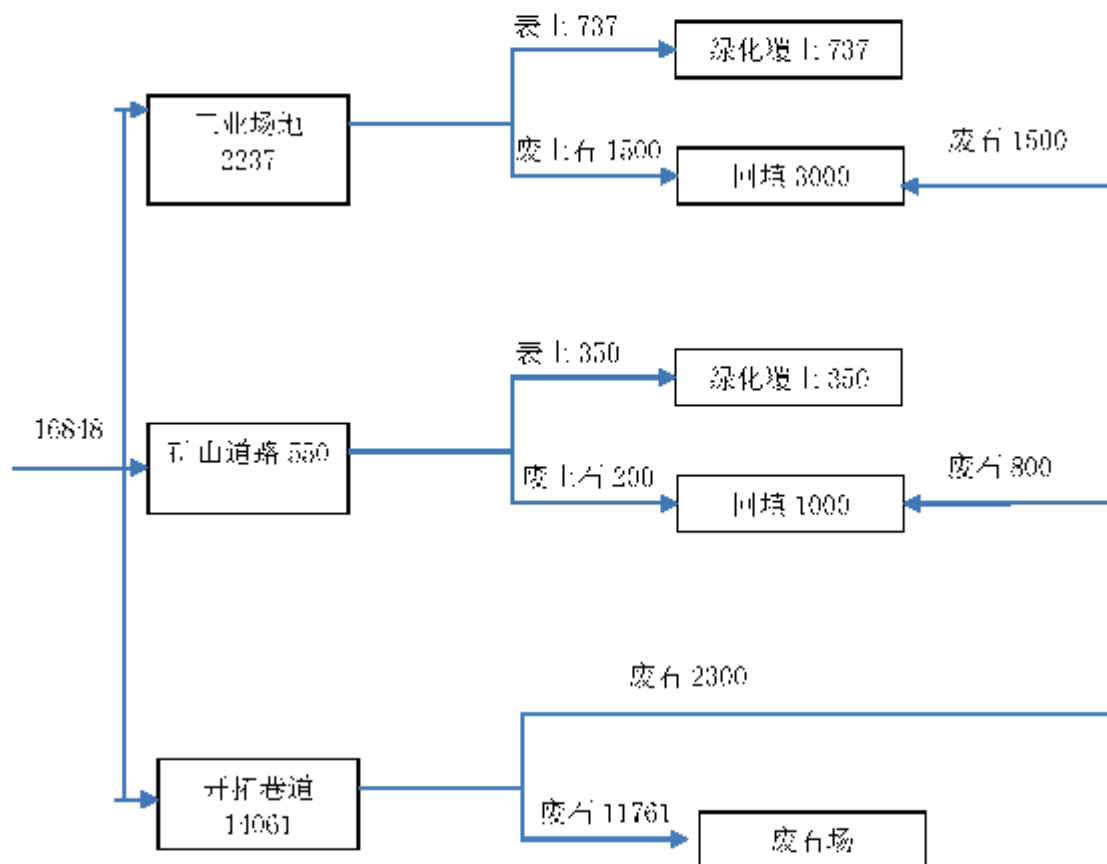 表土 737
绿化覆土 737
工业场地
2237
废土石 1500
回填 3000
废石 1500
表土 350
绿化覆土 350
16848
矿山道路 550
废土石 200
回填 1000
废石 800
废石 2300
开拓巷道
14061
废石 11761
废石场